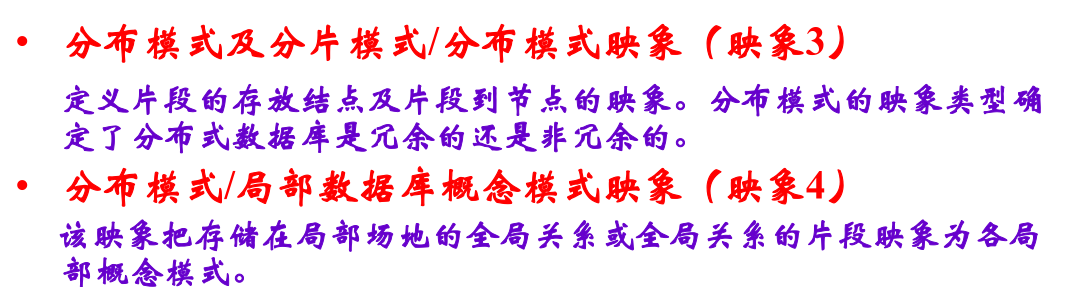 • 分布模式及分片模式/分布模式映象（映象3）
定义片段的存放结点及片段到节点的映象。分布模式的映象类型确
定了分布式数据库是冗余的还是非冗余的。
• 分布模式/局部数据库概念模式映象（映象4）
该映象把存储在局部场地的全局关系或全局关系的片段映象为各局
部概念模式。